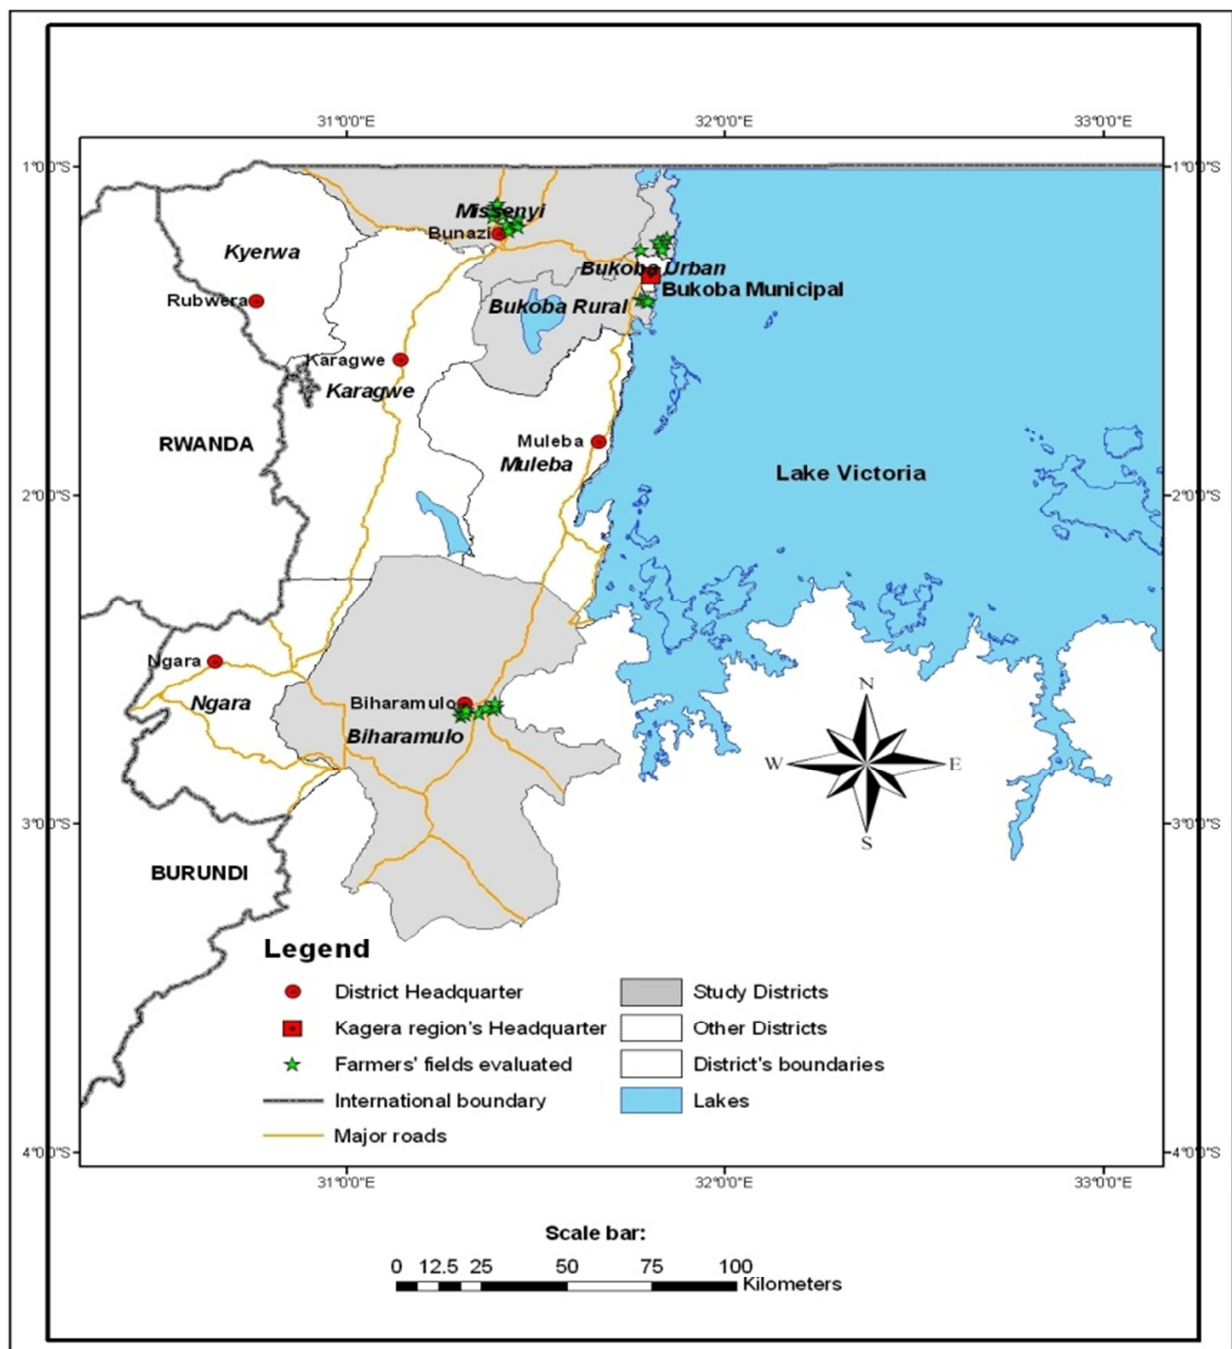 31°0'0"E 32°0'0"E 33°0'0"E
1°0'0"S 1°0'0"S
Missenyi
Bunazi
Kyerwa
Bukoba Urban
Bukoba Municipal
Rubwera
Bukoba Rural
Karagwe
Karagwe
RWANDA
Muleba
Muleba
Lake Victoria
2°0'0"S 2°0'0"S
Ngara
Ngara
Biharamulo
Biharamulo
N
W E
S
3°0'0"S 3°0'0"S
BURUNDI
Legend
District Headquarter
Kagera region's Headquarter
Farmers' fields evaluated
International boundary
Major roads
Study Districts
Other Districts
District's boundaries
Lakes
4°0'0"S 4°0'0"S
31°0'0"E 32°0'0"E 33°0'0"E
Scale bar:
0 12.5 25 50 75 100
Kilometers